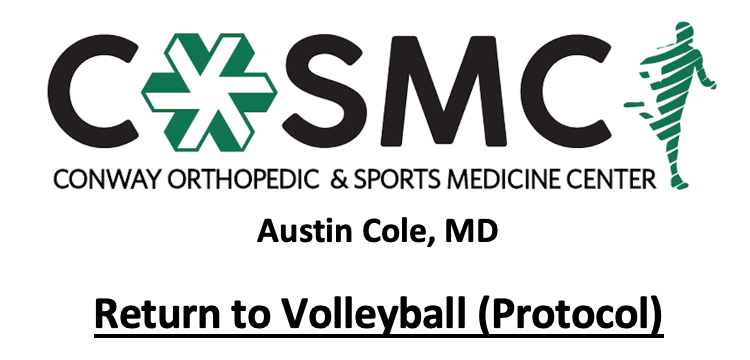 COSMC
CONWAY ORTHOPEDIC & SPORTS MEDICINE CENTER
Austin Cole, MD
Return to Volleyball (Protocol)